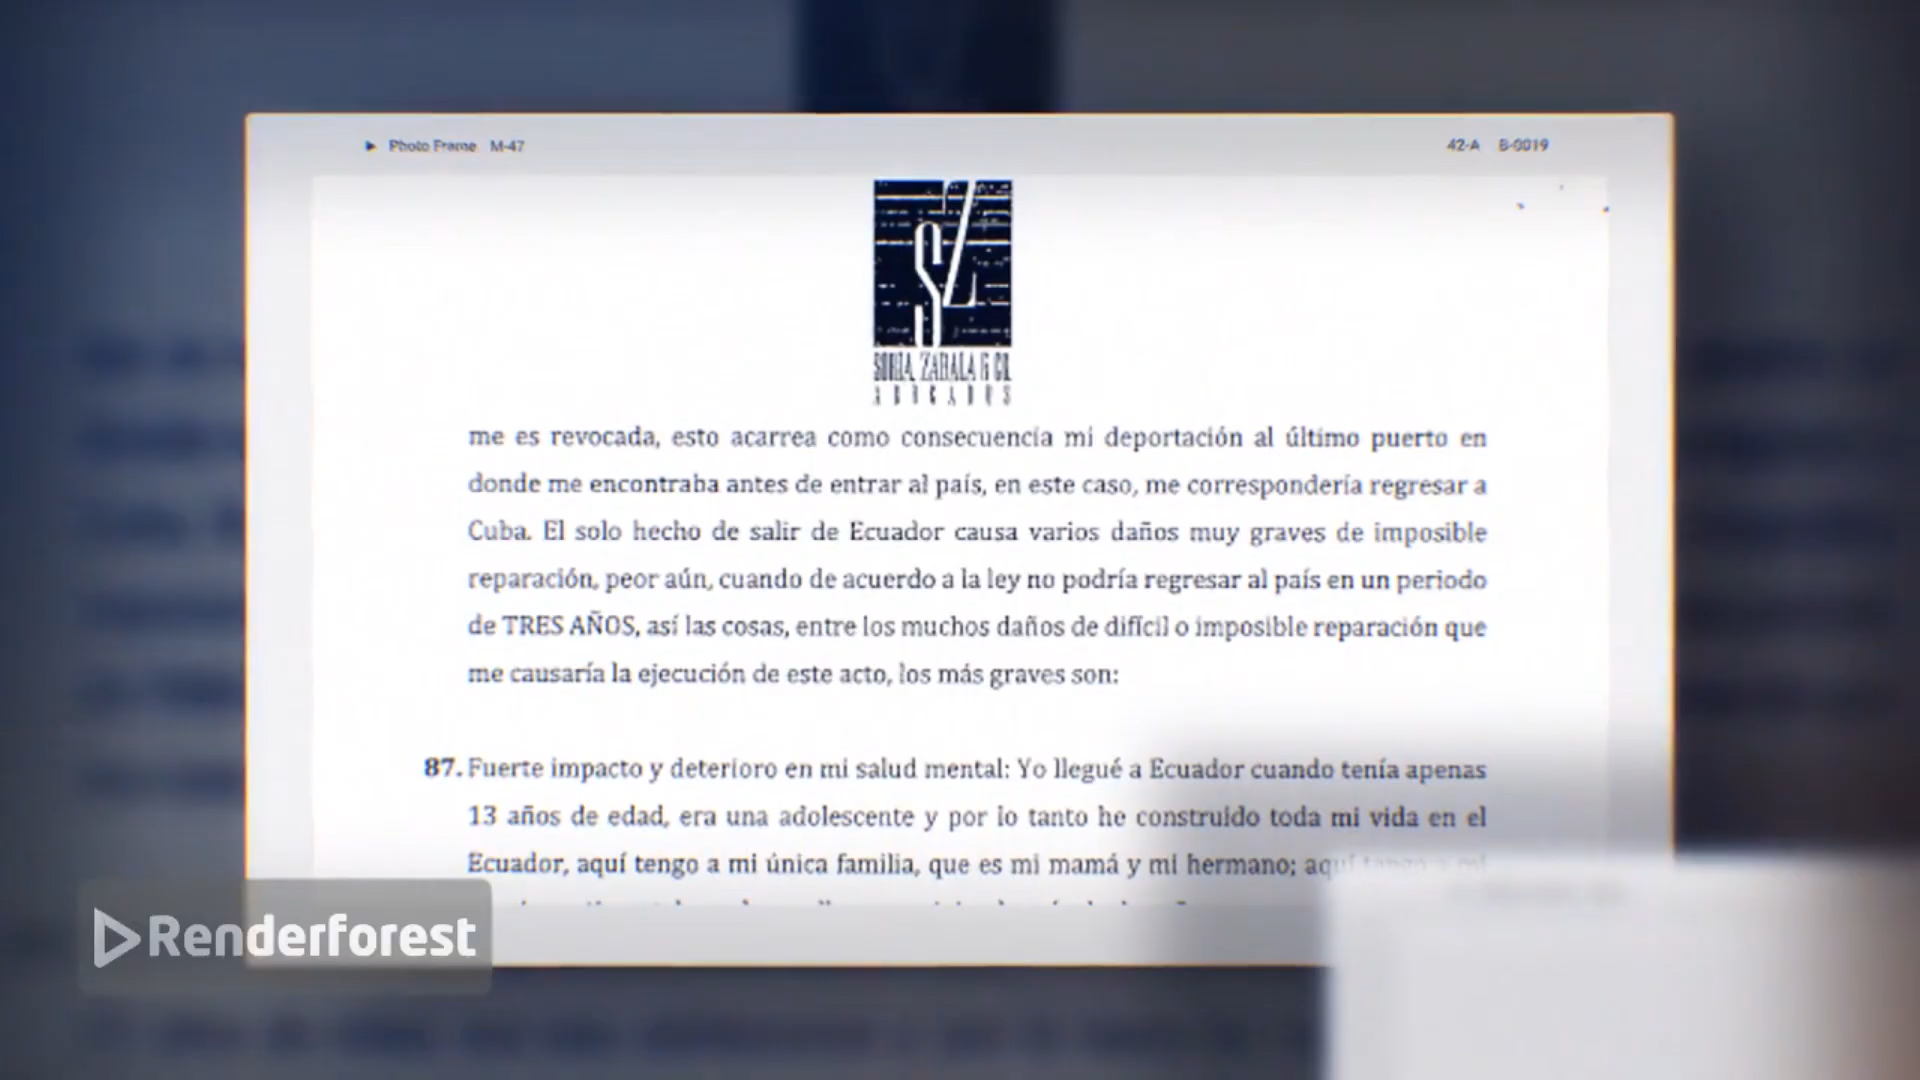 Photo Frame M-47
42-A B-0019
SZ
ABOGADOS
me es revocada, esto acarrea como consecuencia mi deportación al último puerto en
donde me encontraba antes de entrar al país, en este caso, me correspondería regresar a
Cuba. El solo hecho de salir de Ecuador causa varios daños muy graves de imposible
reparación, peor aún, cuando de acuerdo a la ley no podría regresar al país en un periodo
de TRES AÑOS, así las cosas, entre los muchos daños de difícil o imposible reparación que
me causaría la ejecución de este acto, los más graves son:
87. Fuerte impacto y deterioro en mi salud mental: Yo llegué a Ecuador cuando tenía apenas
13 años de edad, era una adolescente y por lo tanto he construido toda mi vida en el
Ecuador, aquí tengo a mi única familia, que es mi mamá y mi hermano; aquí tengo a mi
Renderforest